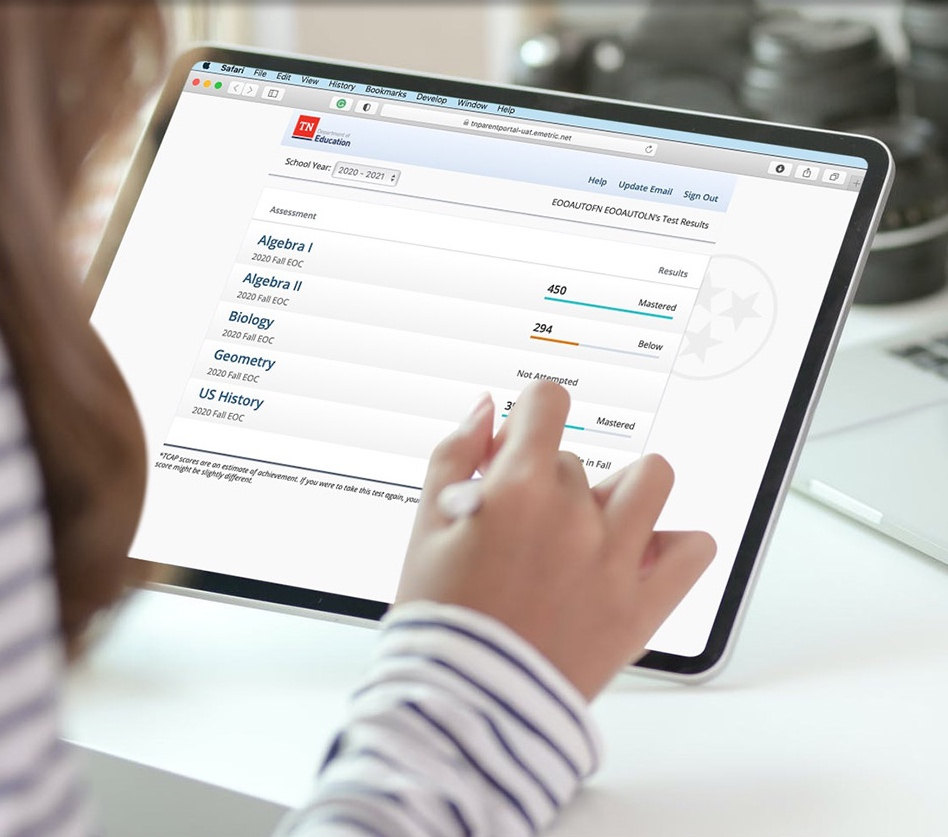 Safari File Edit View History Bookmarks Develop Window Help
tnparentportal-uat.emetric.net
TN Department of
Education
Help Update Email Sign Out
School Year: 2020 - 2021
EOOAUTOFN EOOAUTOLN's Test Results
Assessment Results
Algebra I
2020 Fall EOC
450 Mastered
Algebra II
2020 Fall EOC
294 Below
Biology
2020 Fall EOC
Not Attempted
Geometry
2020 Fall EOC
Mastered
US History
2020 Fall EOC
in Fall
*TCAP scores are an estimate of achievement. If you were to take this test again, your
score might be slightly different.